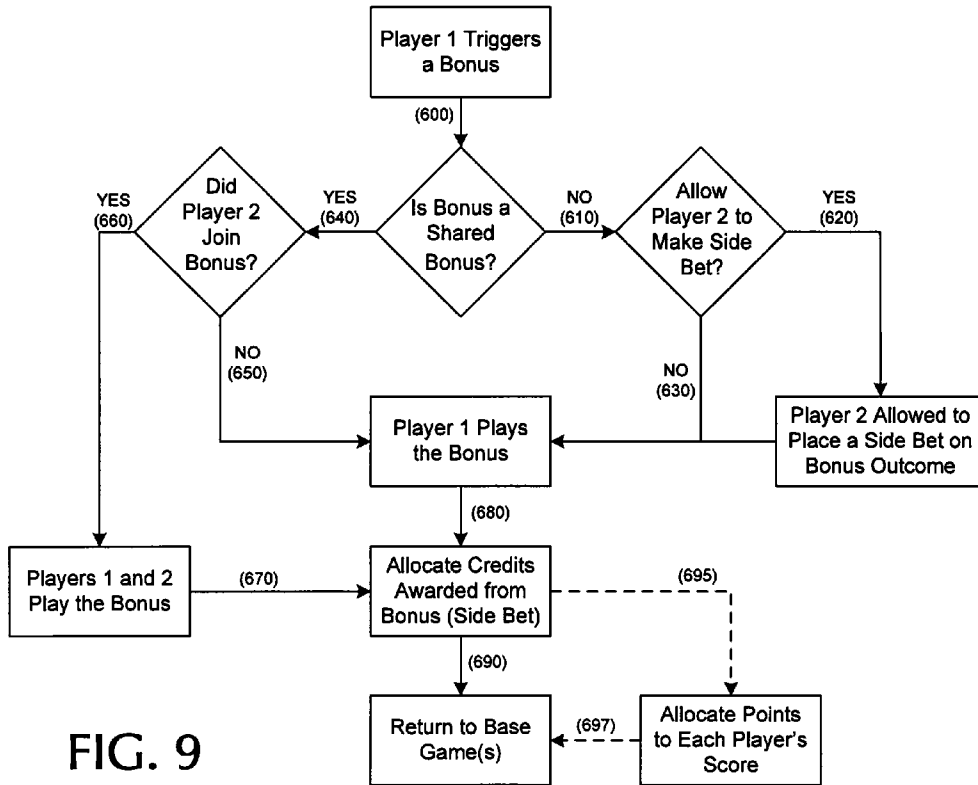 Player 1 Triggers
a Bonus
(600)
Did
Player 2
Join
Bonus?
YES
(660)
YES
(640)
Is Bonus a
Shared
Bonus?
NO
(610)
Allow
Player 2 to
Make Side
Bet?
YES
(620)
NO
(650)
NO
(630)
Player 1 Plays
the Bonus
Player 2 Allowed to
Place a Side Bet on
Bonus Outcome
(680)
Players 1 and 2
Play the Bonus
(670)
Allocate Credits
Awarded from
Bonus (Side Bet)
(695)
(690)
Return to Base
Game(s)
(697)
Allocate Points
to Each Player's
Score
FIG. 9